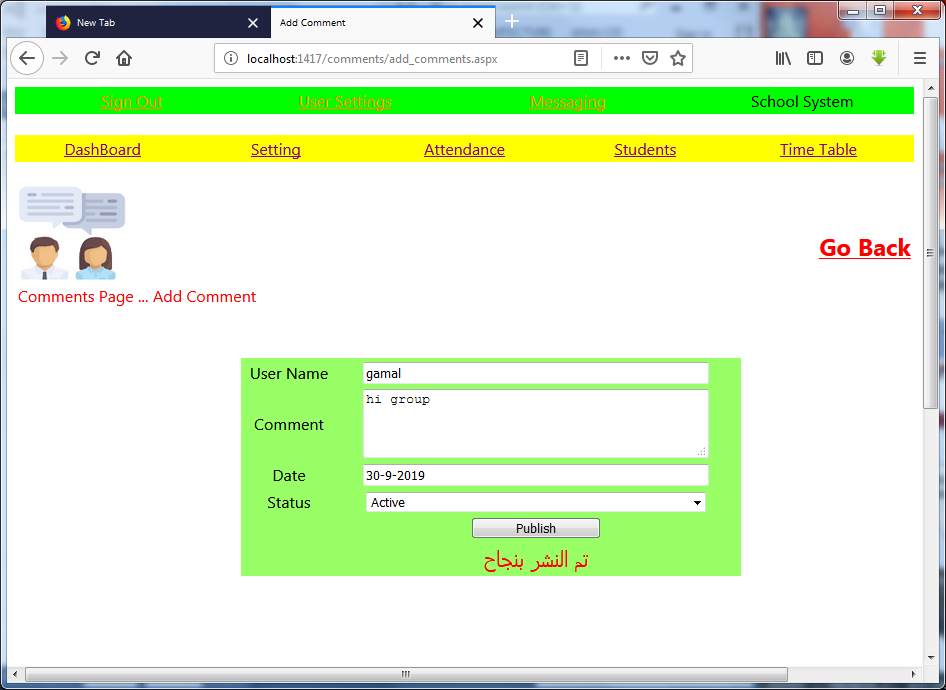 New Tab
Add Comment
localhost:1417/comments/add_comments.aspx
Sign Out User Settings Messaging School System
DashBoard Setting Attendance Students Time Table
Go Back
Comments Page ... Add Comment
User Name gamal
Comment hi group
Date 30-9-2019
Status Active
Publish
تم النشر بنجاح